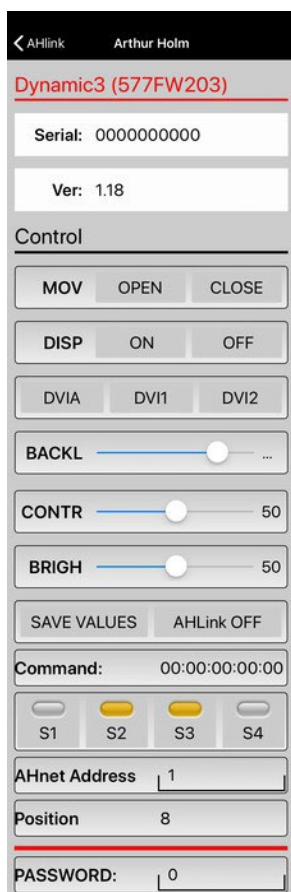 AHlink Arthur Holm
Dynamic3 (577FW203)
Serial: 0000000000
Ver: 1.18
Control
MOV OPEN CLOSE
DISP ON OFF
DVIA DVI1 DVI2
BACKL ...
CONTR 50
BRIGH 50
SAVE VALUES AHLink OFF
Command: 00:00:00:00:00
S1 S2 S3 S4
AHnet Address 1
Position 8
PASSWORD: 0